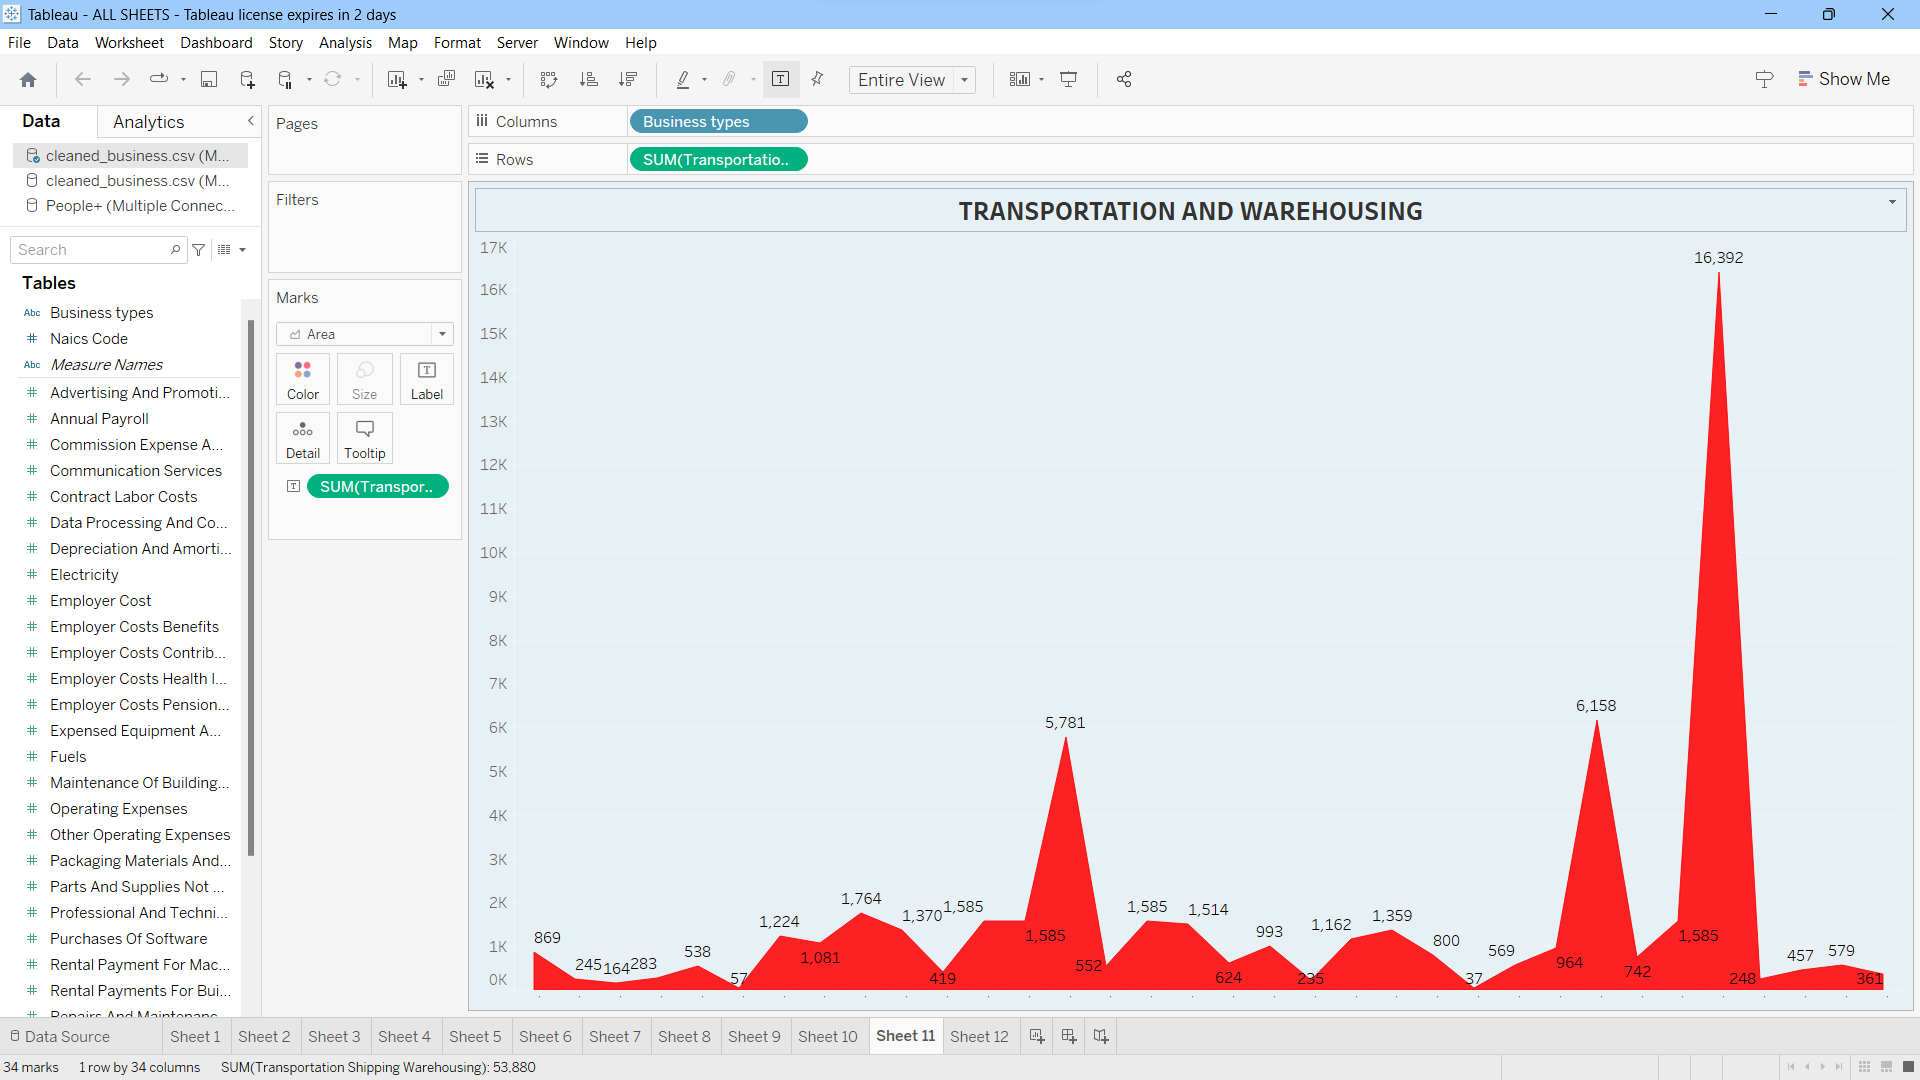 Tableau - ALL SHEETS - Tableau license expires in 2 days
File Data Worksheet Dashboard Story Analysis Map Format Server Window Help
Entire View
Show Me
Data Analytics
cleaned_business.csv (M...
cleaned_business.csv (M...
People+ (Multiple Connec...
Search
Tables
Abc Business types
# Naics Code
Abc Measure Names
# Advertising And Promoti...
# Annual Payroll
# Commission Expense A...
# Communication Services
# Contract Labor Costs
# Data Processing And Co...
# Depreciation And Amorti...
# Electricity
# Employer Cost
# Employer Costs Benefits
# Employer Costs Contrib...
# Employer Costs Health I...
# Employer Costs Pension...
# Expensed Equipment A...
# Fuels
# Maintenance Of Building...
# Operating Expenses
# Other Operating Expenses
# Packaging Materials And...
# Parts And Supplies Not ...
# Professional And Techni...
# Purchases Of Software
# Rental Payment For Mac...
# Rental Payments For Bui...
Repairs And Maintenanc...
Pages
Filters
Marks
Area
Color Size Label
Detail Tooltip
T SUM(Transpor..
Columns Business types
Rows SUM(Transportatio..
TRANSPORTATION AND WAREHOUSING
17K
16K
15K
14K
13K
12K
11K
10K
9K
8K
7K
6K
5K
4K
3K
2K
1K
0K
869
245
164
283
538
57
1,224
1,081
1,764
1,370
419
1,585
1,585
5,781
552
1,585
1,514
624
993
235
1,162
1,359
800
37
569
964
6,158
742
1,585
16,392
248
457
579
361
Data Source Sheet 1 Sheet 2 Sheet 3 Sheet 4 Sheet 5 Sheet 6 Sheet 7 Sheet 8 Sheet 9 Sheet 10 Sheet 11 Sheet 12
34 marks 1 row by 34 columns SUM(Transportation Shipping Warehousing): 53,880